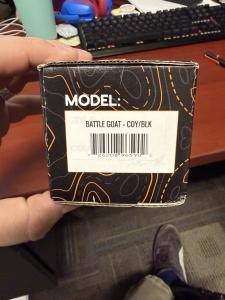 MODEL:
BATTLE GOAT - COY/BLK